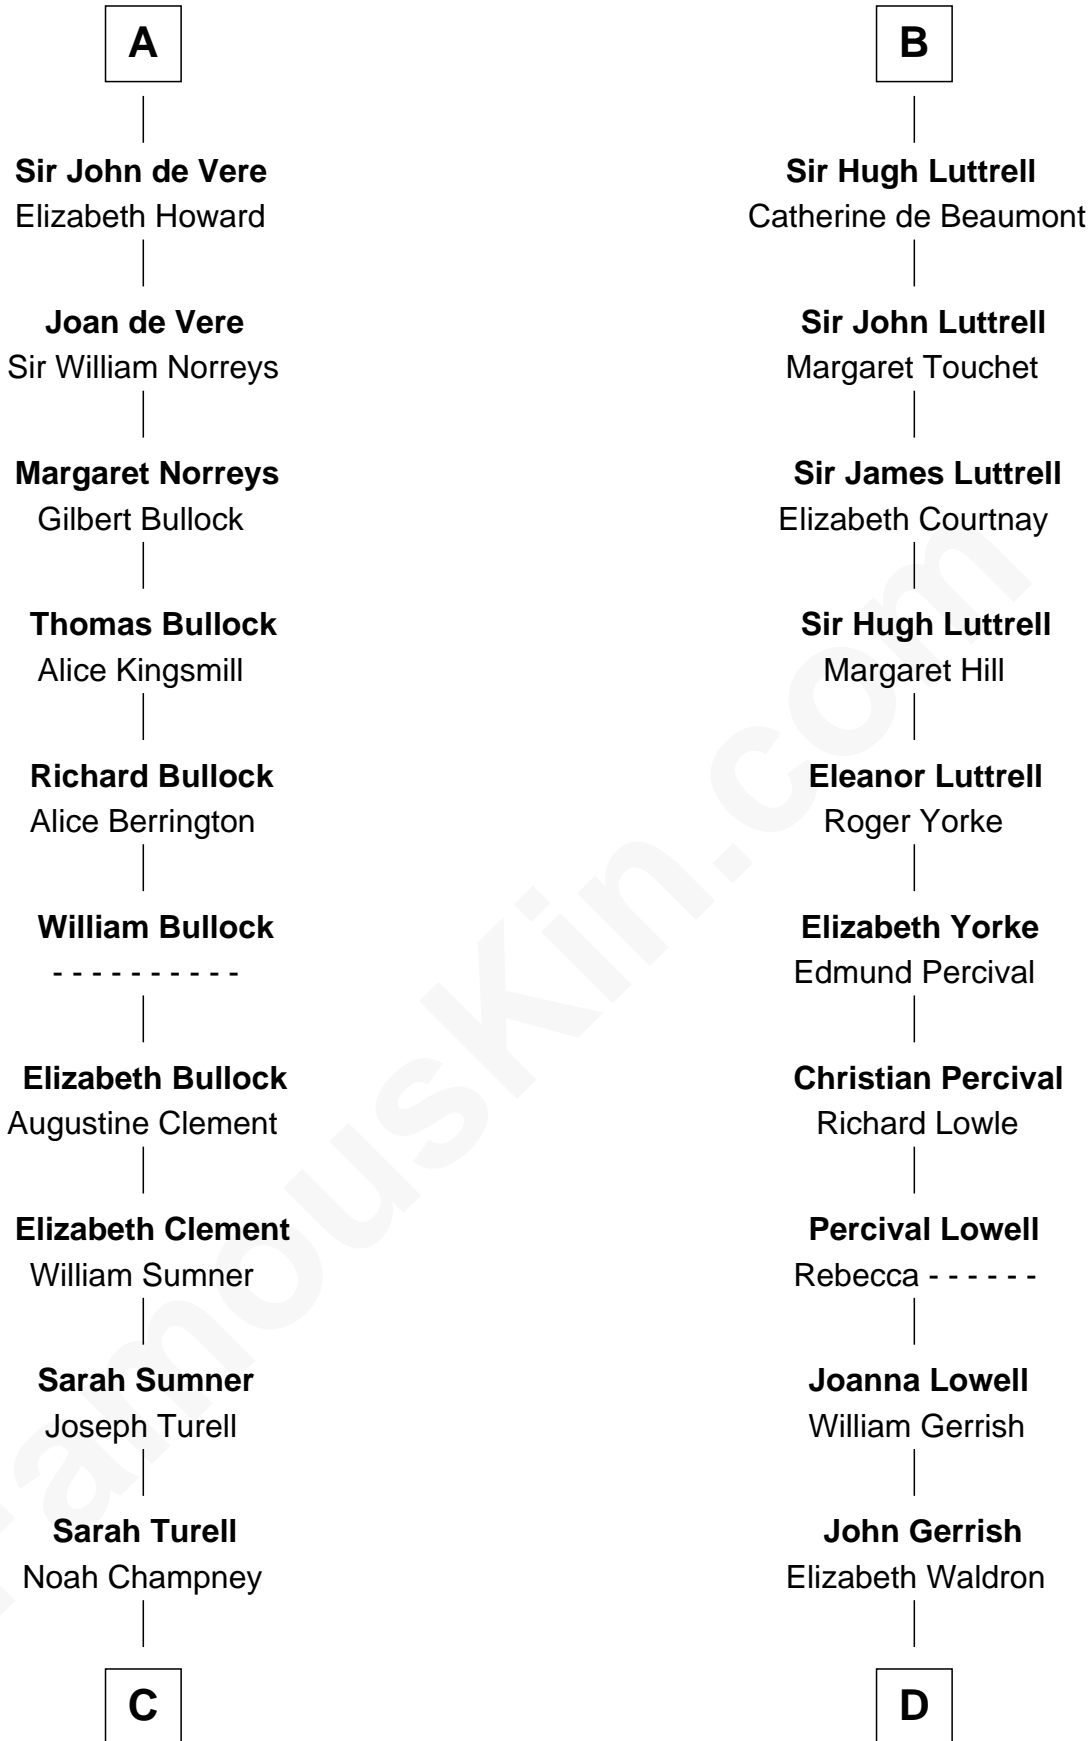 A
Sir John de Vere
Elizabeth Howard
Joan de Vere
Sir William Norreys
Margaret Norreys
Gilbert Bullock
Thomas Bullock
Alice Kingsmill
Richard Bullock
Alice Berrington
William Bullock
- - - - - - - - - -
Elizabeth Bullock
Augustine Clement
Elizabeth Clement
William Sumner
Sarah Sumner
Joseph Turell
Sarah Turell
Noah Champney
C
B
Sir Hugh Luttrell
Catherine de Beaumont
Sir John Luttrell
Margaret Touchet
Sir James Luttrell
Elizabeth Courtnay
Sir Hugh Luttrell
Margaret Hill
Eleanor Luttrell
Roger Yorke
Elizabeth Yorke
Edmund Percival
Christian Percival
Richard Lowle
Percival Lowell
Rebecca - - - - - -
Joanna Lowell
William Gerrish
John Gerrish
Elizabeth Waldron
D
FamousKin.com